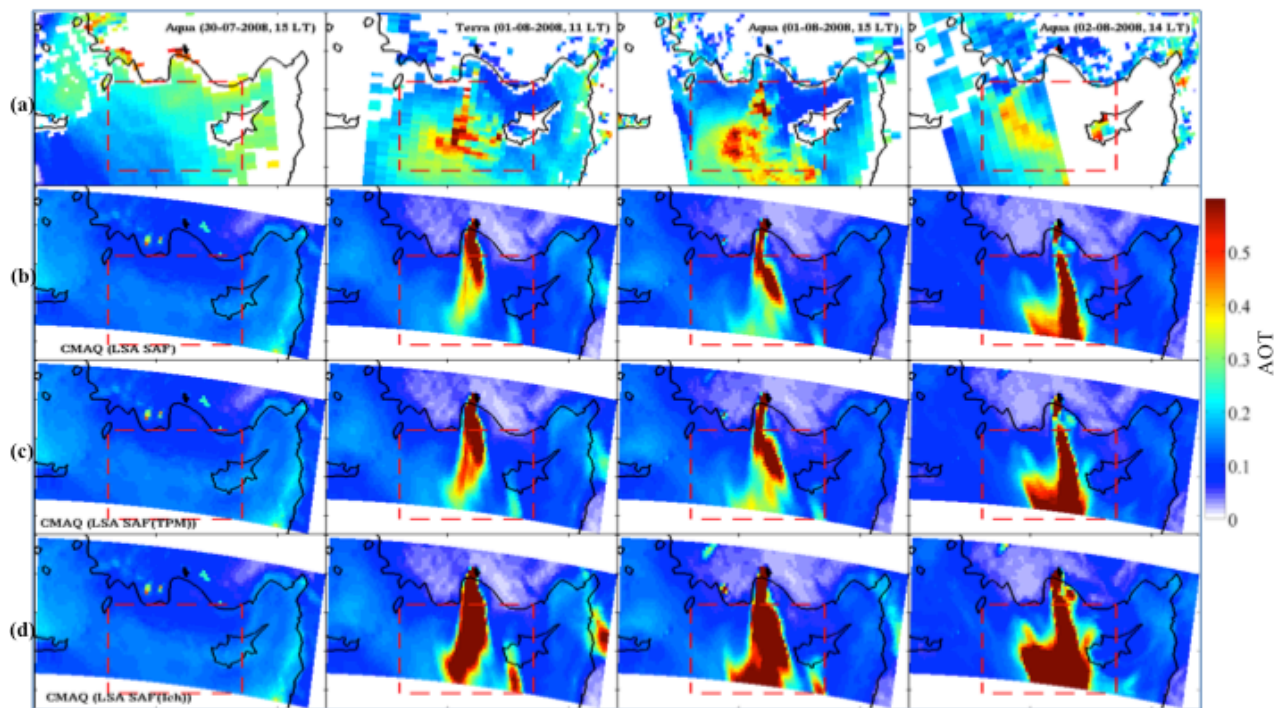 Aqua (30-07-2008, 15 LT)
Terra (01-08-2008, 11 LT)
Aqua (01-08-2008, 15 LT)
Aqua (02-08-2008, 14 LT)
(a)
(b)
CMAQ (LSA SAF)
(c)
CMAQ (LSA SAF(TPM))
(d)
CMAQ (LSA SAF(Ich))
0.5
0.4
0.3
0.2
0.1
0
AOT